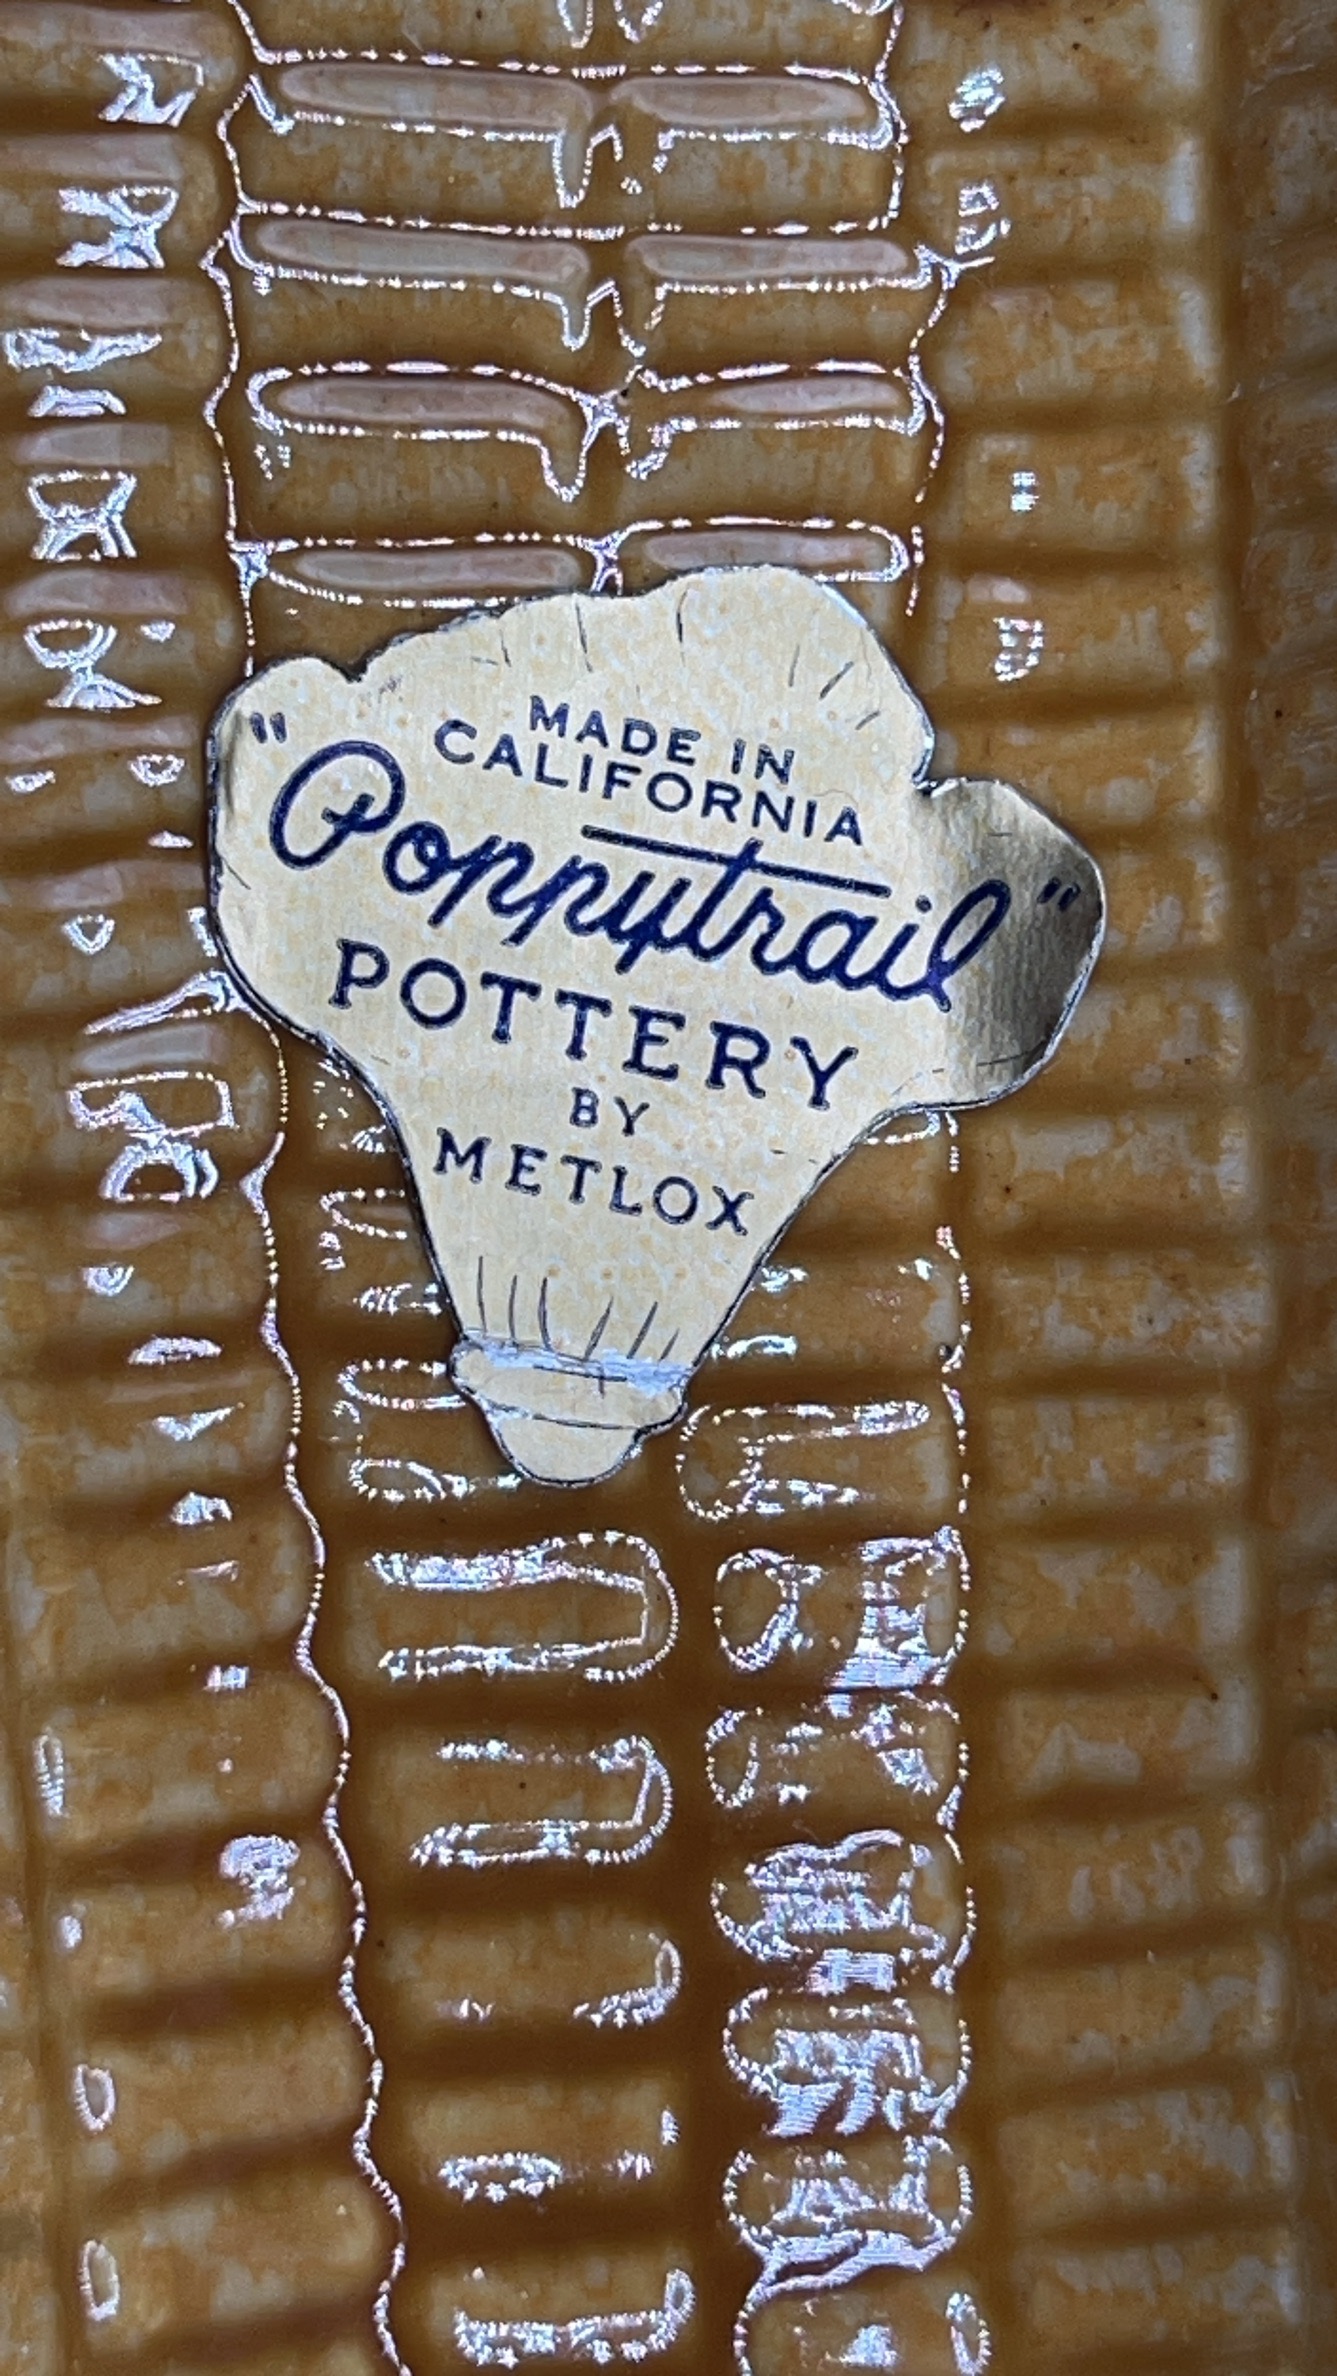 MADE IN
CALIFORNIA
"Poppytrail"
POTTERY
BY
METLOX